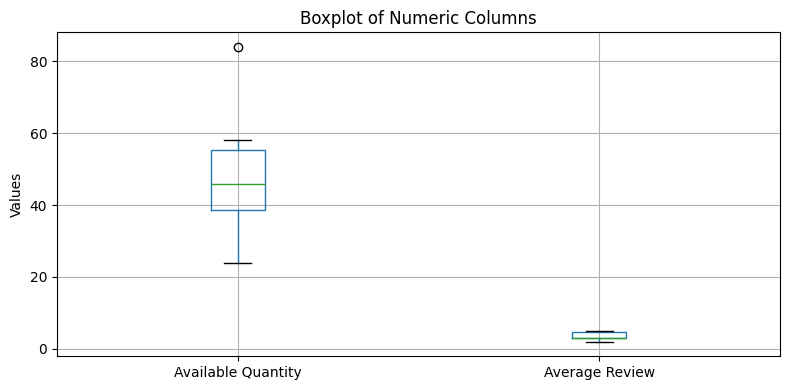 Boxplot of Numeric Columns
Values
80
60
40
20
0
Available Quantity
Average Review